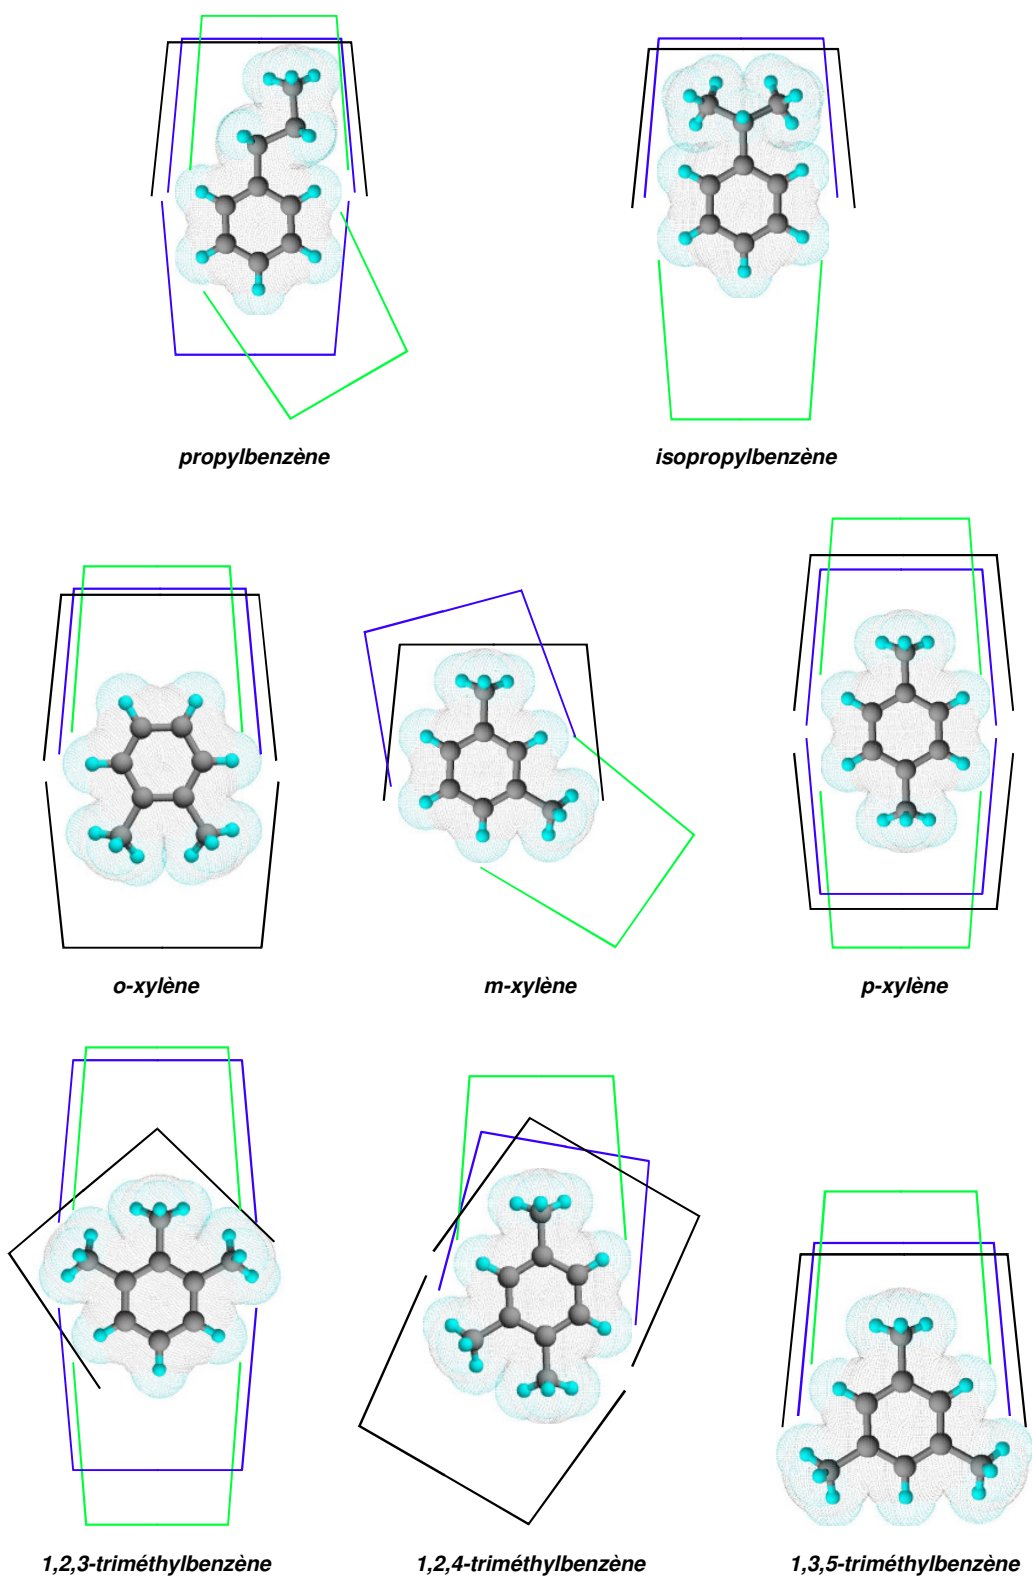 propylbenzène
isopropylbenzène
o-xylène
m-xylène
p-xylène
1,2,3-triméthylbenzène
1,2,4-triméthylbenzène
1,3,5-triméthylbenzène